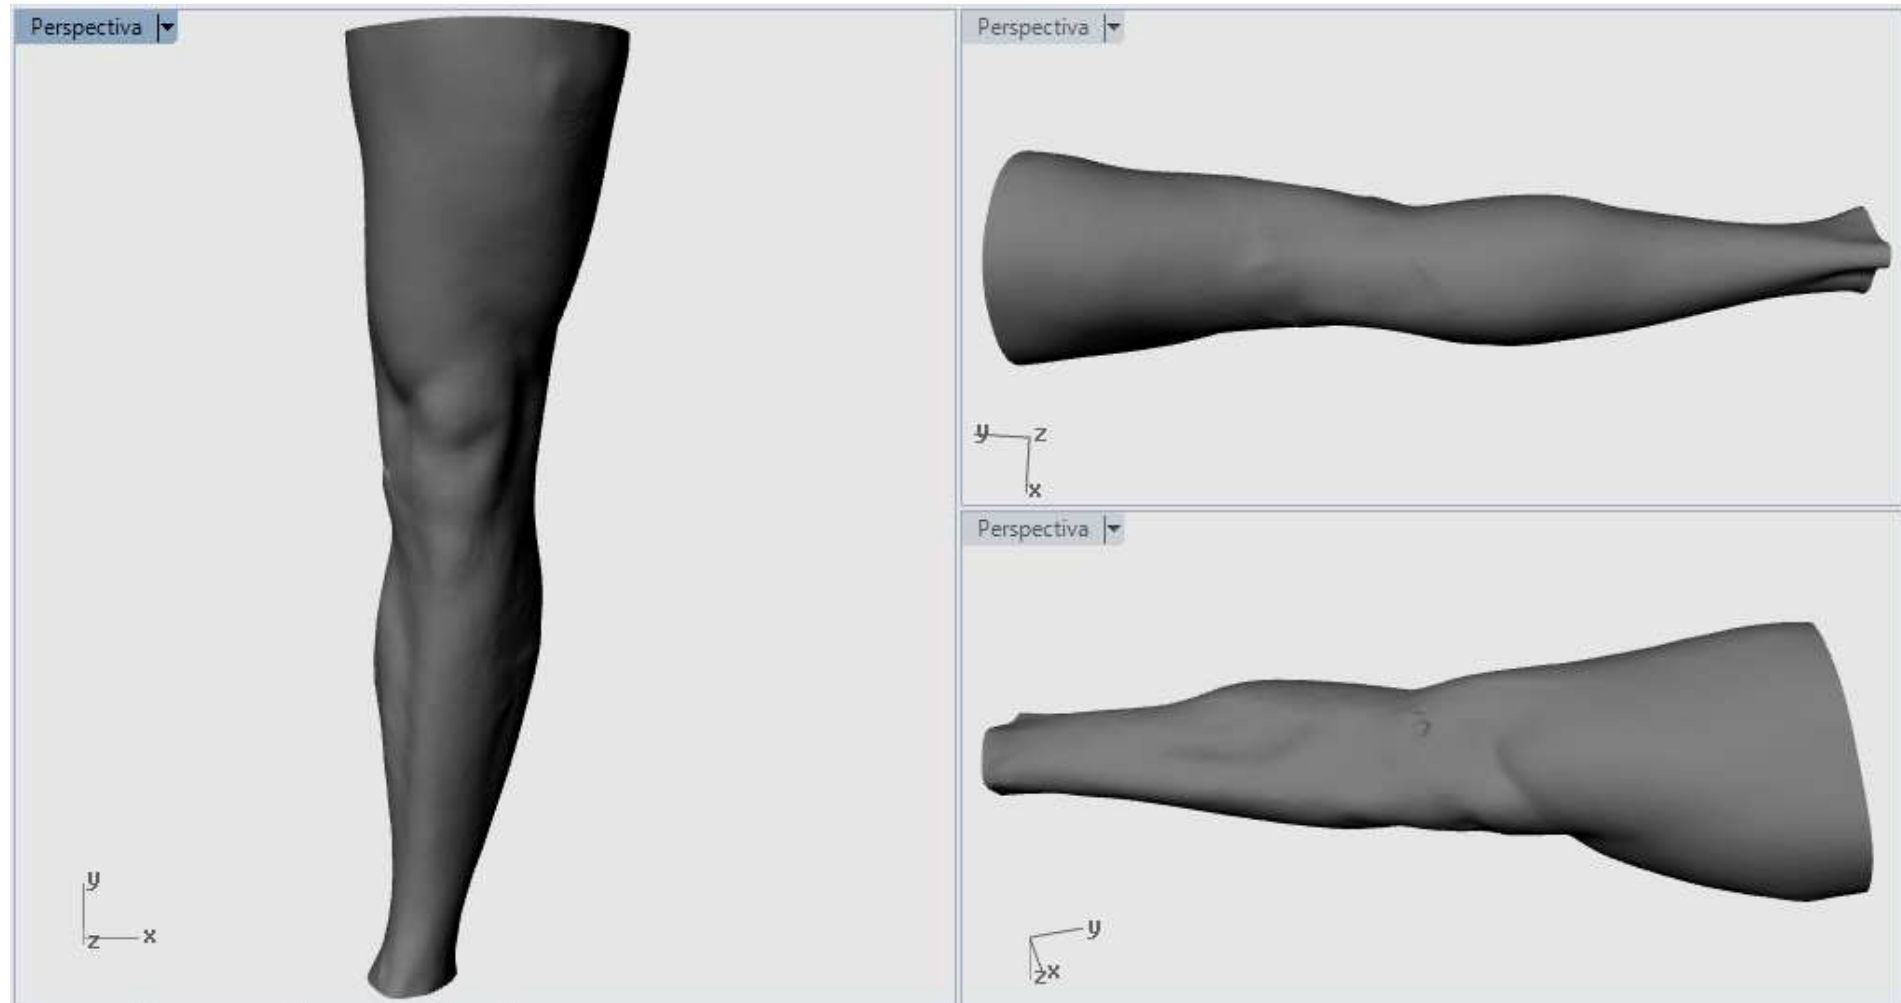 Perspectiva
y
z x
Perspectiva
y z
x
Perspectiva
y
z x